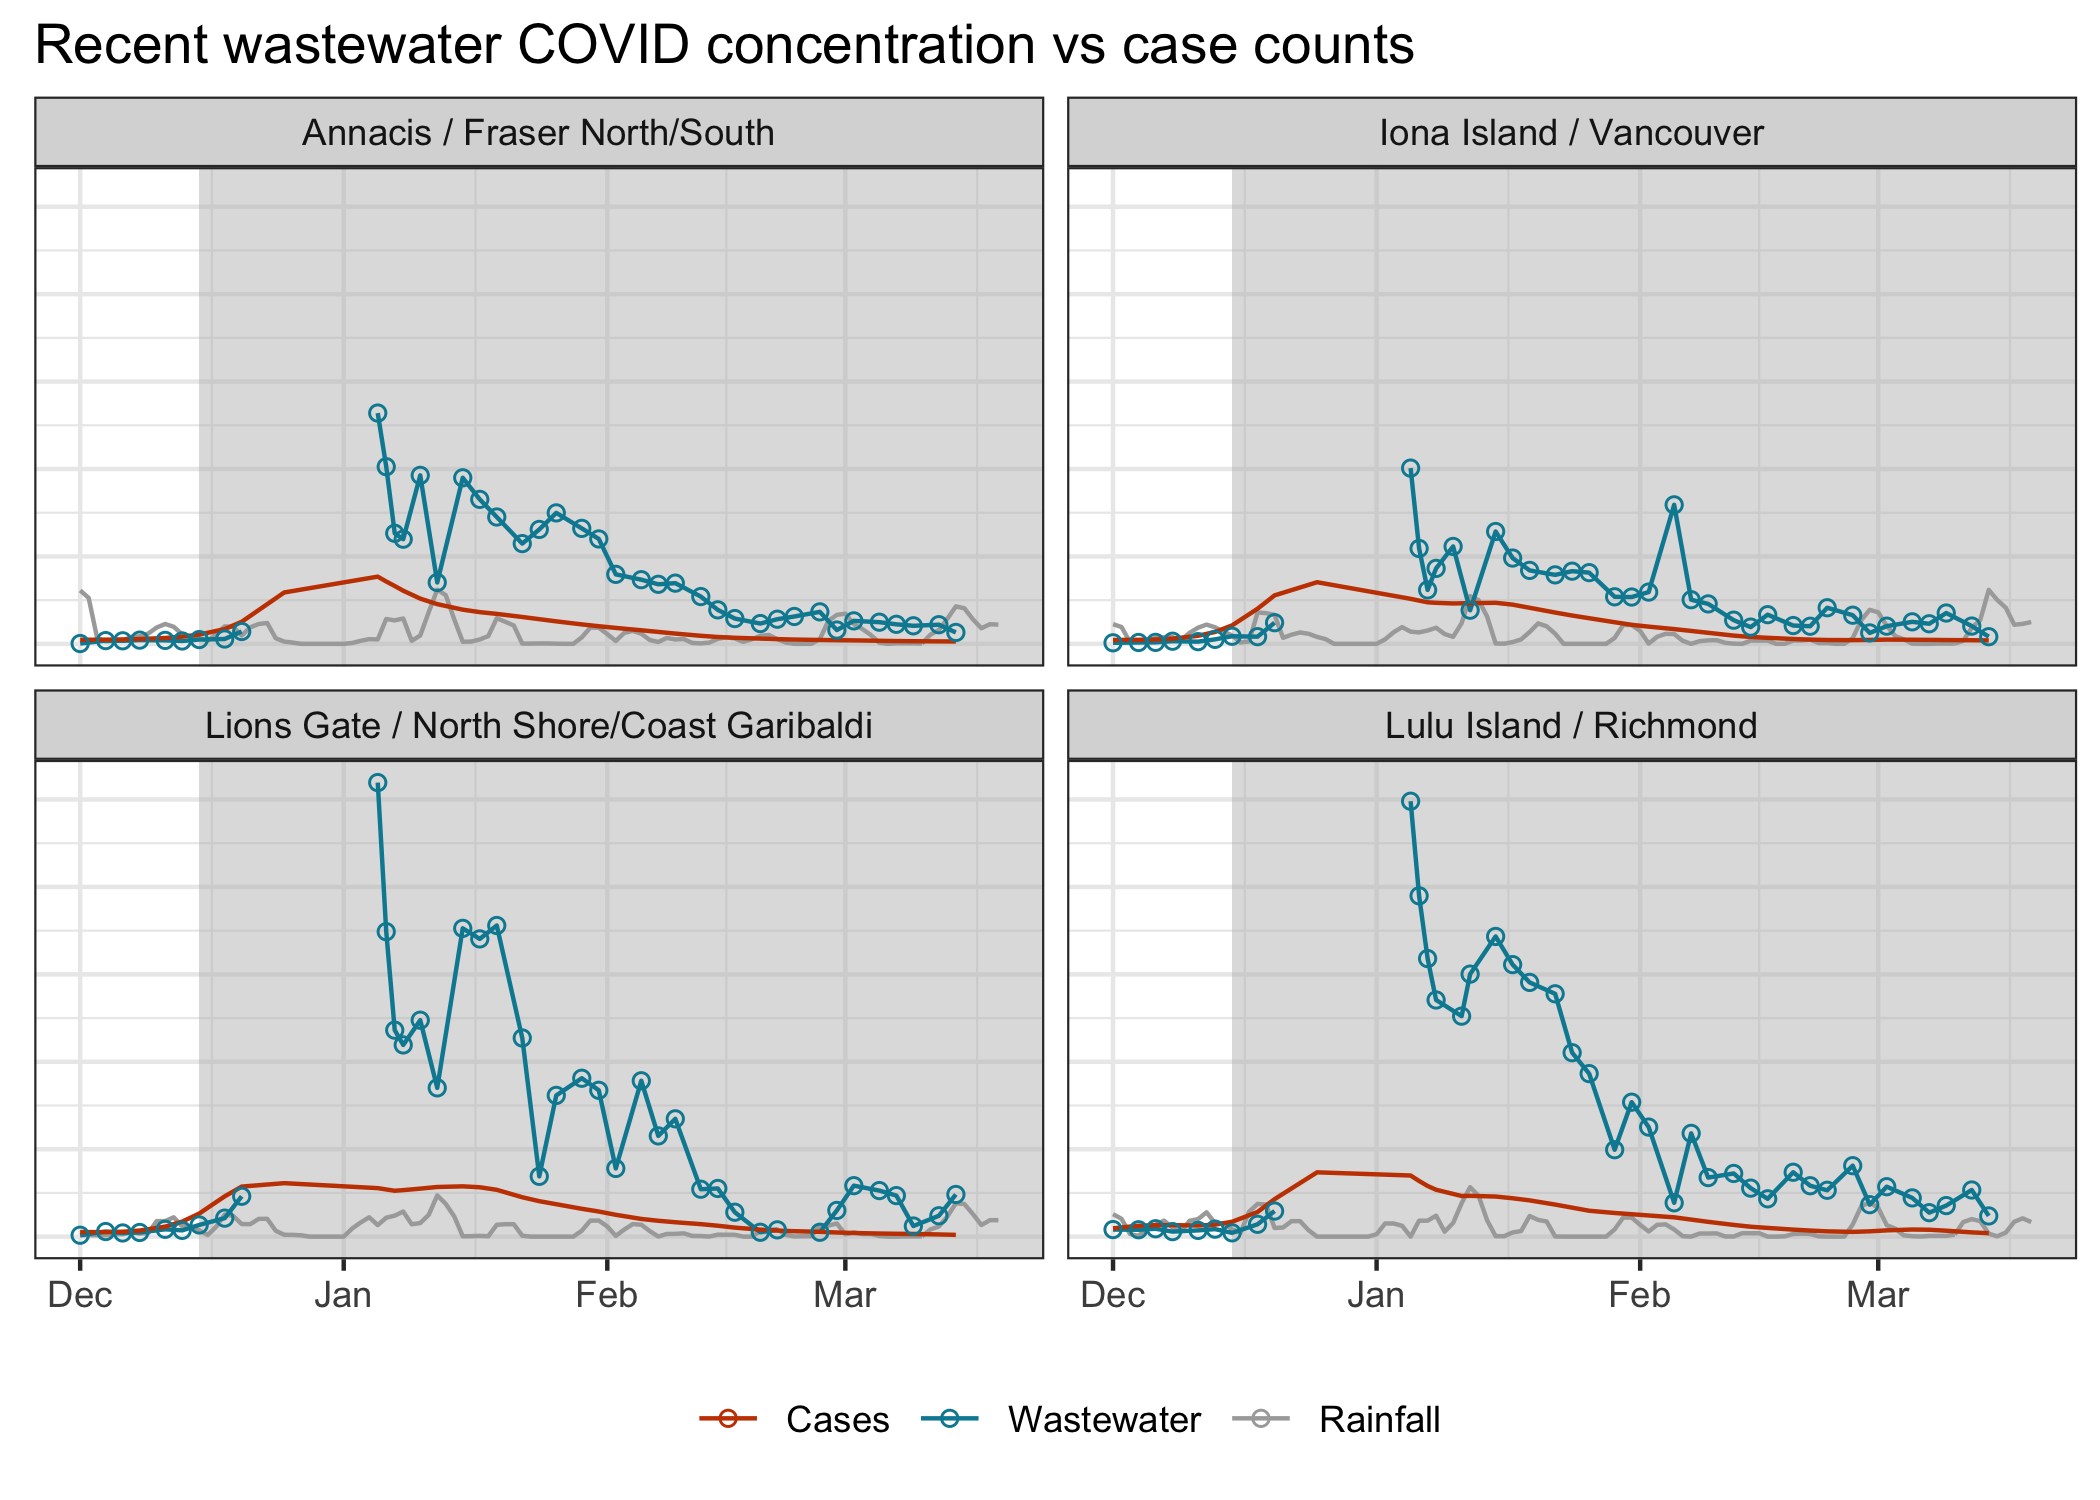 Recent wastewater COVID concentration vs case counts
Annacis / Fraser North/South
Iona Island / Vancouver
Lions Gate / North Shore/Coast Garibaldi
Lulu Island / Richmond
Dec Jan Feb Mar
Dec Jan Feb Mar
Cases Wastewater Rainfall